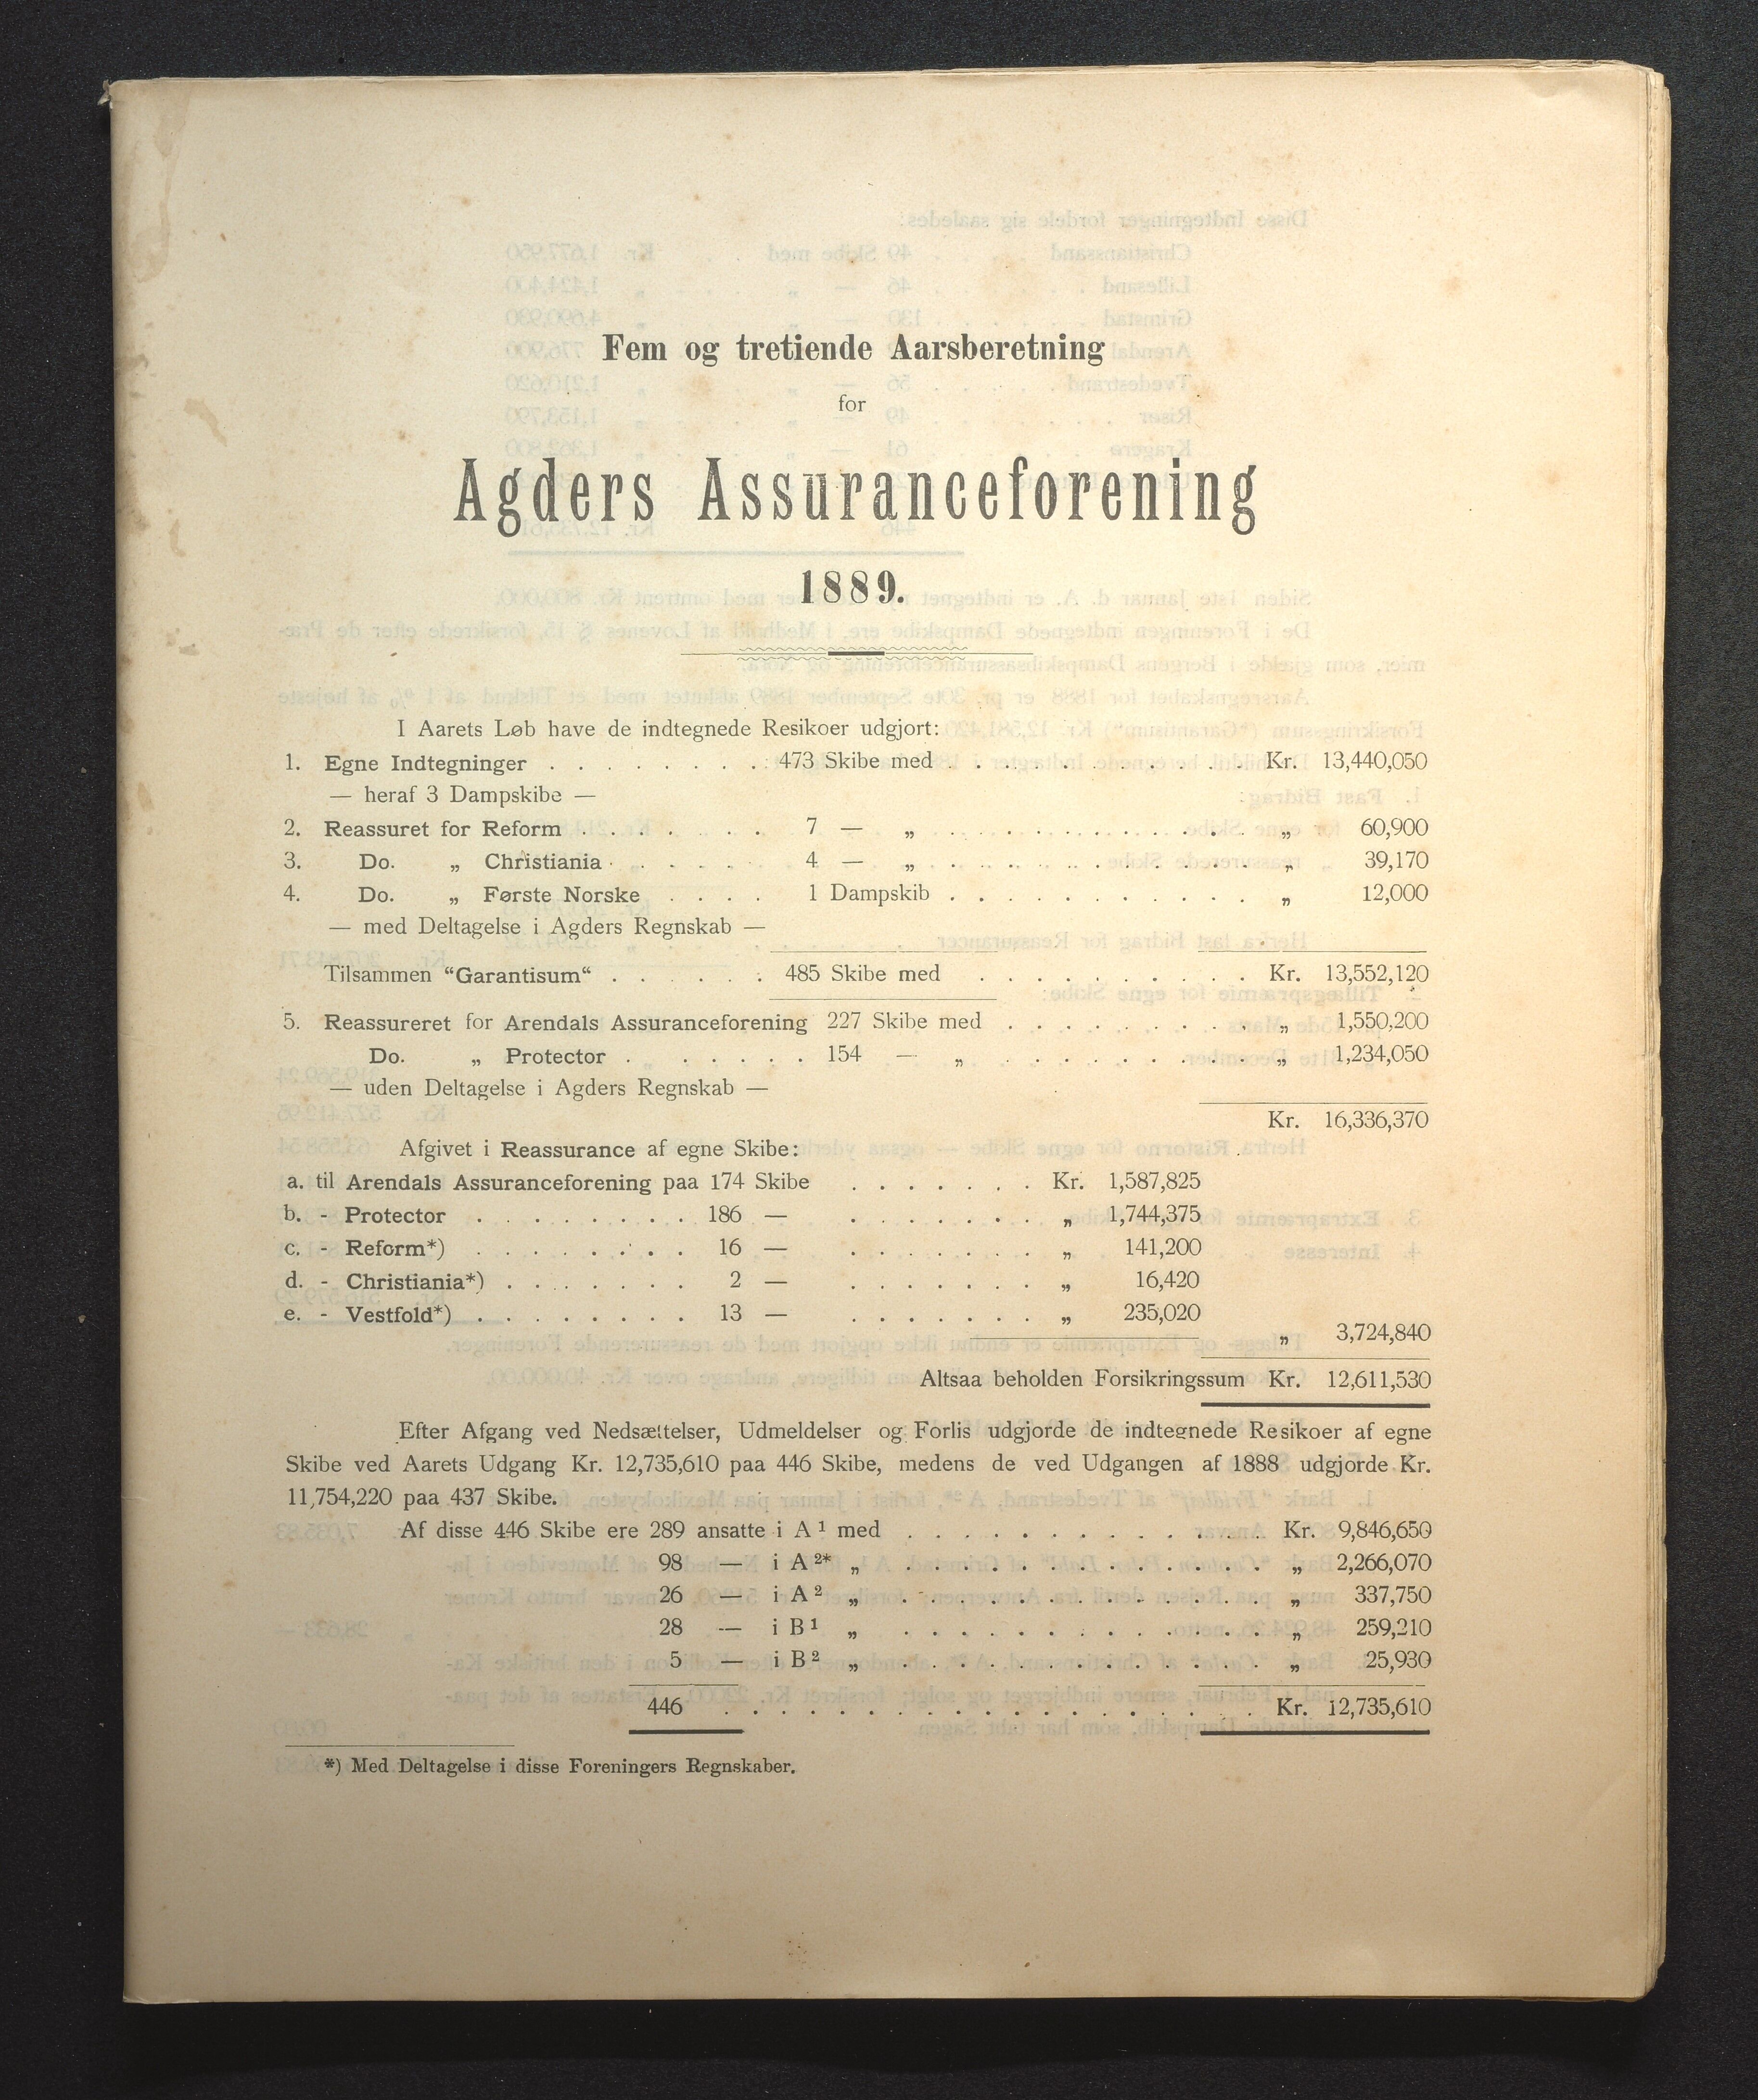 Fem og tretiende Aarsberetning
for
Agders Assuranceforening
1889.
I Aarets Løb have de indtegnede Resikoer udgjort:
1. Egne Indtegninger . . . . . . . . 473 Skibe med . . . . . . . . . . . Kr. 13,440,050
— heraf 3 Dampskibe —
2. Reassuret for Reform . . . . . . . 7 — „ . . . . . . . . . . . „ 60,900
3. Do. „ Christiania . . . . . . 4 — „ . . . . . . . . . . . „ 39,170
4. Do. „ Første Norske . . . . 1 Dampskib . . . . . . . . . . . „ 12,000
— med Deltagelse i Agders Regnskab —
Tilsammen “Garantisum“ . . . . . . 485 Skibe med . . . . . . . . . . Kr. 13,552,120
5. Reassureret for Arendals Assuranceforening 227 Skibe med . . . . . . . . . „ 1,550,200
Do. „ Protector . . . . . . 154 — „ . . . . . . . . . „ 1,234,050
— uden Deltagelse i Agders Regnskab —
Kr. 16,336,370
Afgivet i Reassurance af egne Skibe:
a. til Arendals Assuranceforening paa 174 Skibe . . . . . . . Kr. 1,587,825
b. - Protector . . . . . . . . 186 — . . . . . . . „ 1,744,375
c. - Reform*) . . . . . . . . 16 — . . . . . . . „ 141,200
d. - Christiania*) . . . . . . . 2 — . . . . . . . „ 16,420
e. - Vestfold*) . . . . . . . . 13 — . . . . . . . „ 235,020
„ 3,724,840
Altsaa beholden Forsikringssum Kr. 12,611,530
Efter Afgang ved Nedsættelser, Udmeldelser og Forlis udgjorde de indtegnede Resikoer af egne
Skibe ved Aarets Udgang Kr. 12,735,610 paa 446 Skibe, medens de ved Udgangen af 1888 udgjorde Kr.
11,754,220 paa 437 Skibe.
Af disse 446 Skibe ere 289 ansatte i A¹ med . . . . . . . . . . . . . Kr. 9,846,650
98 — i A²* „ . . . . . . . . . . . . . „ 2,266,070
26 — i A² „ . . . . . . . . . . . . . „ 337,750
28 — i B¹ „ . . . . . . . . . . . . . „ 259,210
5 — i B² „ . . . . . . . . . . . . . „ 25,930
446 . . . . . . . . . . . . . . . . . . . Kr. 12,735,610
*) Med Deltagelse i disse Foreningers Regnskaber.